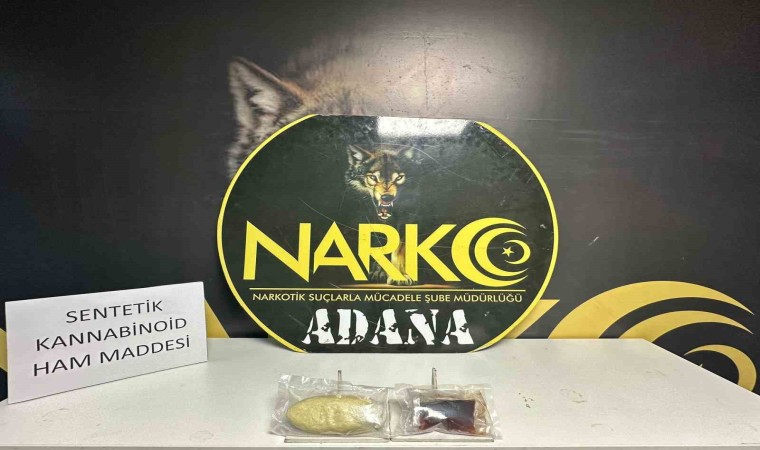 NARKO
NARKOTİK SUÇLARLA MÜCADELE ŞUBE MÜDÜRLÜĞÜ
ADANA
SENTETİK
KANNABİNOİD
HAM MADDESİ